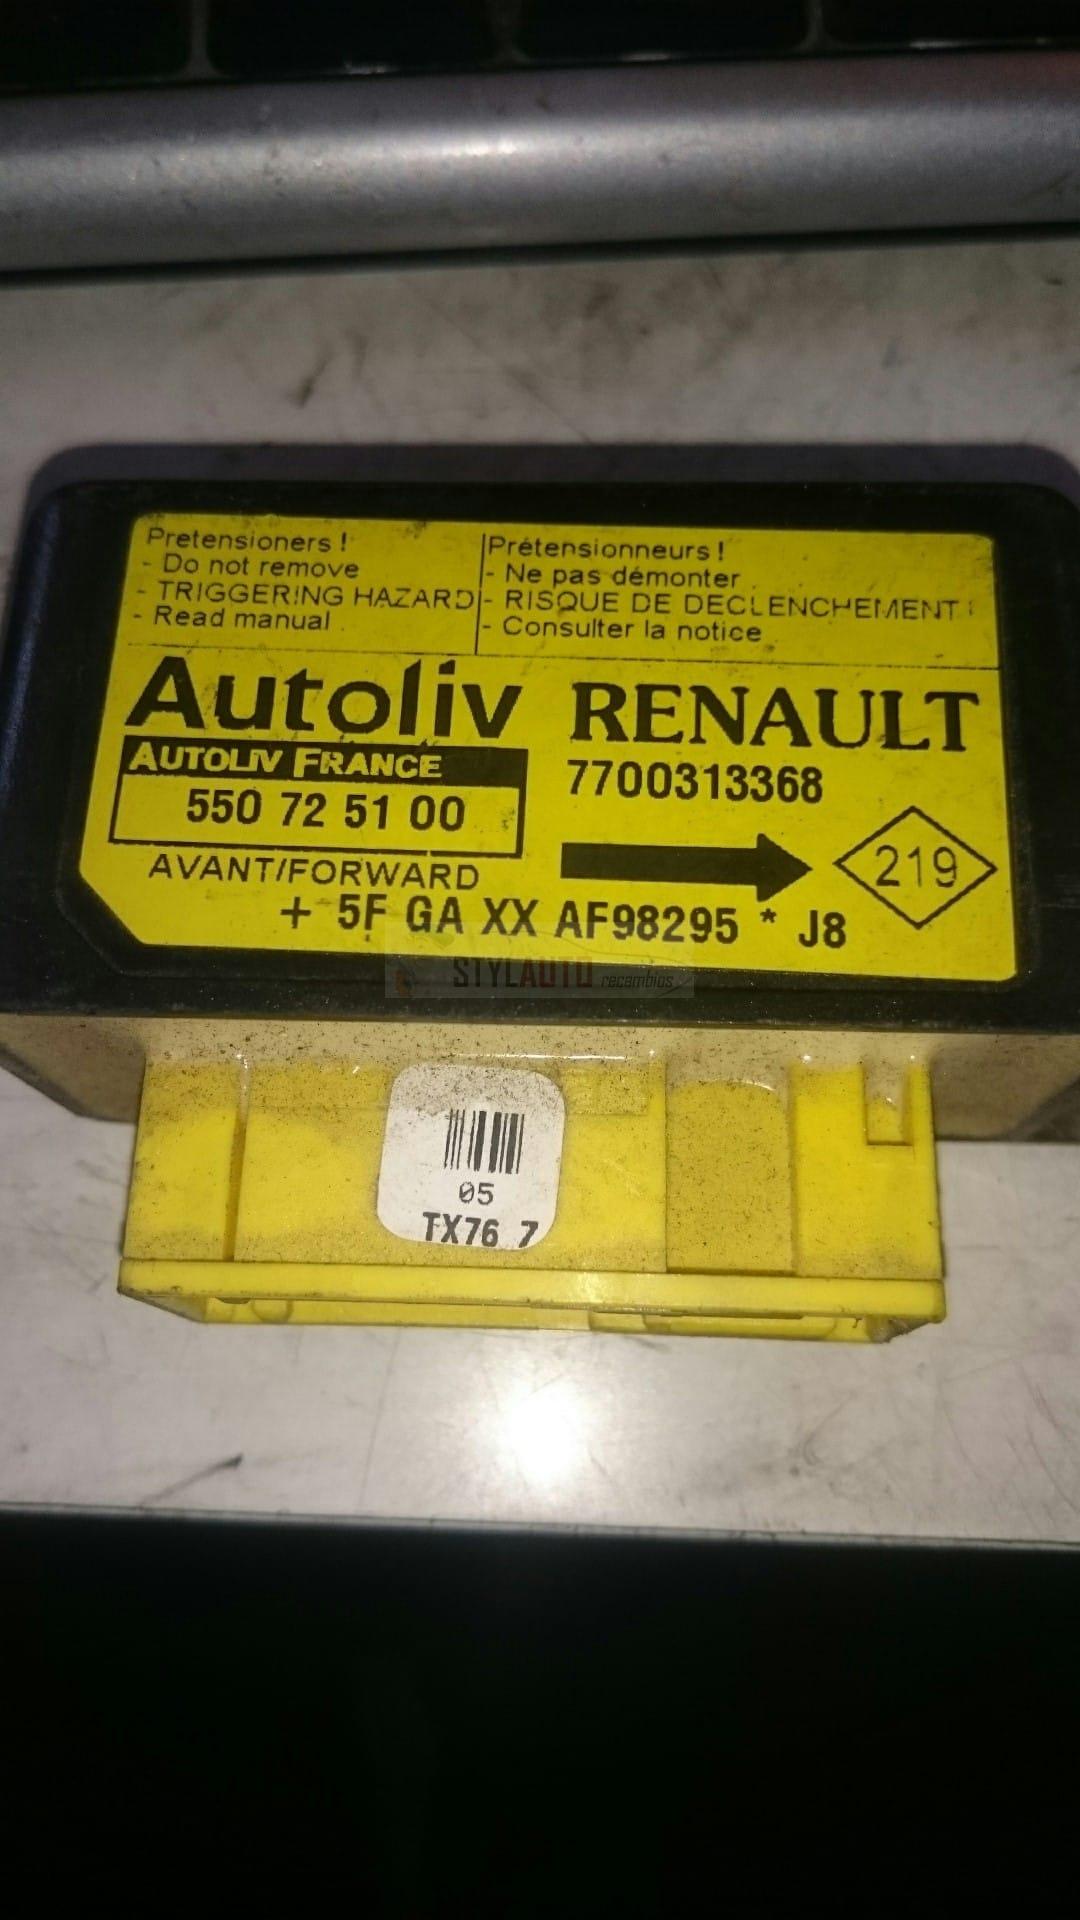 Pretensioners !
- Do not remove
- TRIGGERING HAZARD
- Read manual
Prétensionneurs !
- Ne pas démonter
- RISQUE DE DECLENCHEMENT !
- Consulter la notice
Autoliv
AUTOLIV FRANCE
550 72 51 00
RENAULT
7700313368
AVANT/FORWARD
219
+ 5F GA XX AF98295 * J8
STYLAUTO recambios
05
TX76 7